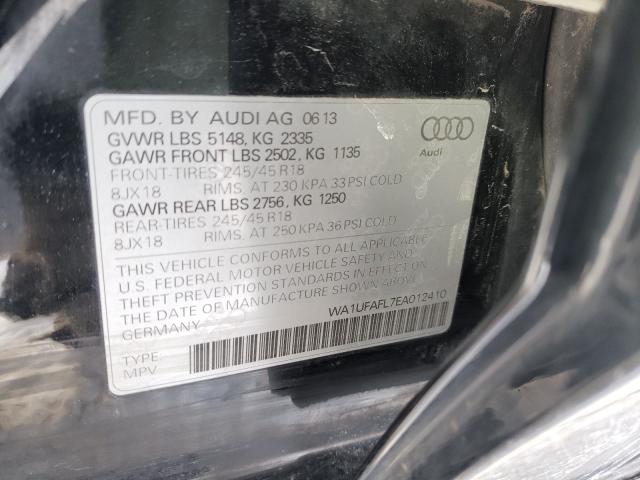 MFD. BY AUDI AG 06 13
GVWR LBS 5148, KG 2335
GAWR FRONT LBS 2502, KG 1135
FRONT-TIRES 245/45 R18
8JX18 RIMS. AT 230 KPA 33 PSI COLD
GAWR REAR LBS 2756, KG 1250
REAR-TIRES 245/45 R18
8JX18 RIMS. AT 250 KPA 36 PSI COLD
Audi
THIS VEHICLE CONFORMS TO ALL APPLICABLE
U.S. FEDERAL MOTOR VEHICLE SAFETY AND
THEFT PREVENTION STANDARDS IN EFFECT ON
THE DATE OF MANUFACTURE SHOWN ABOVE.
GERMANY
WA1UFAFL7EA012410
TYPE:
MPV